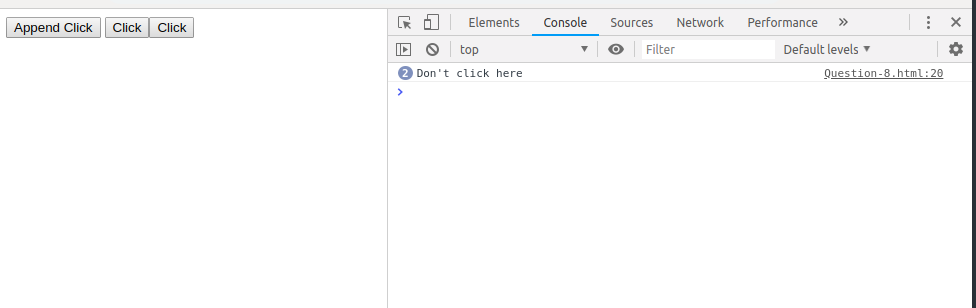 Append Click Click Click
Elements Console Sources Network Performance »
top ▼ Filter Default levels ▼
2 Don't click here Question-8.html:20
>